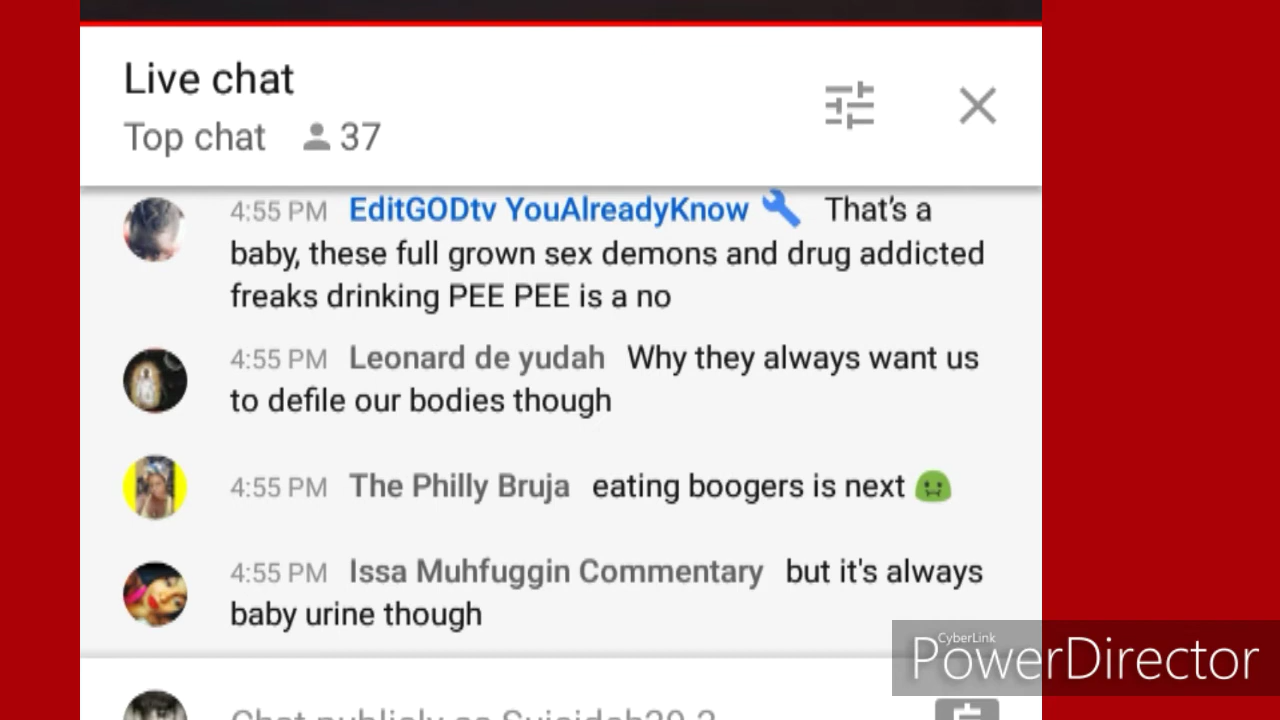 Live chat
Top chat 37
4:55 PM EditGODtv YouAlreadyKnow That's a
baby, these full grown sex demons and drug addicted
freaks drinking PEE PEE is a no
4:55 PM Leonard de yudah Why they always want us
to defile our bodies though
4:55 PM The Philly Bruja eating boogers is next
4:55 PM Issa Muhfuggin Commentary but it's always
baby urine though
CyberLink
PowerDirector
Chat publicly as